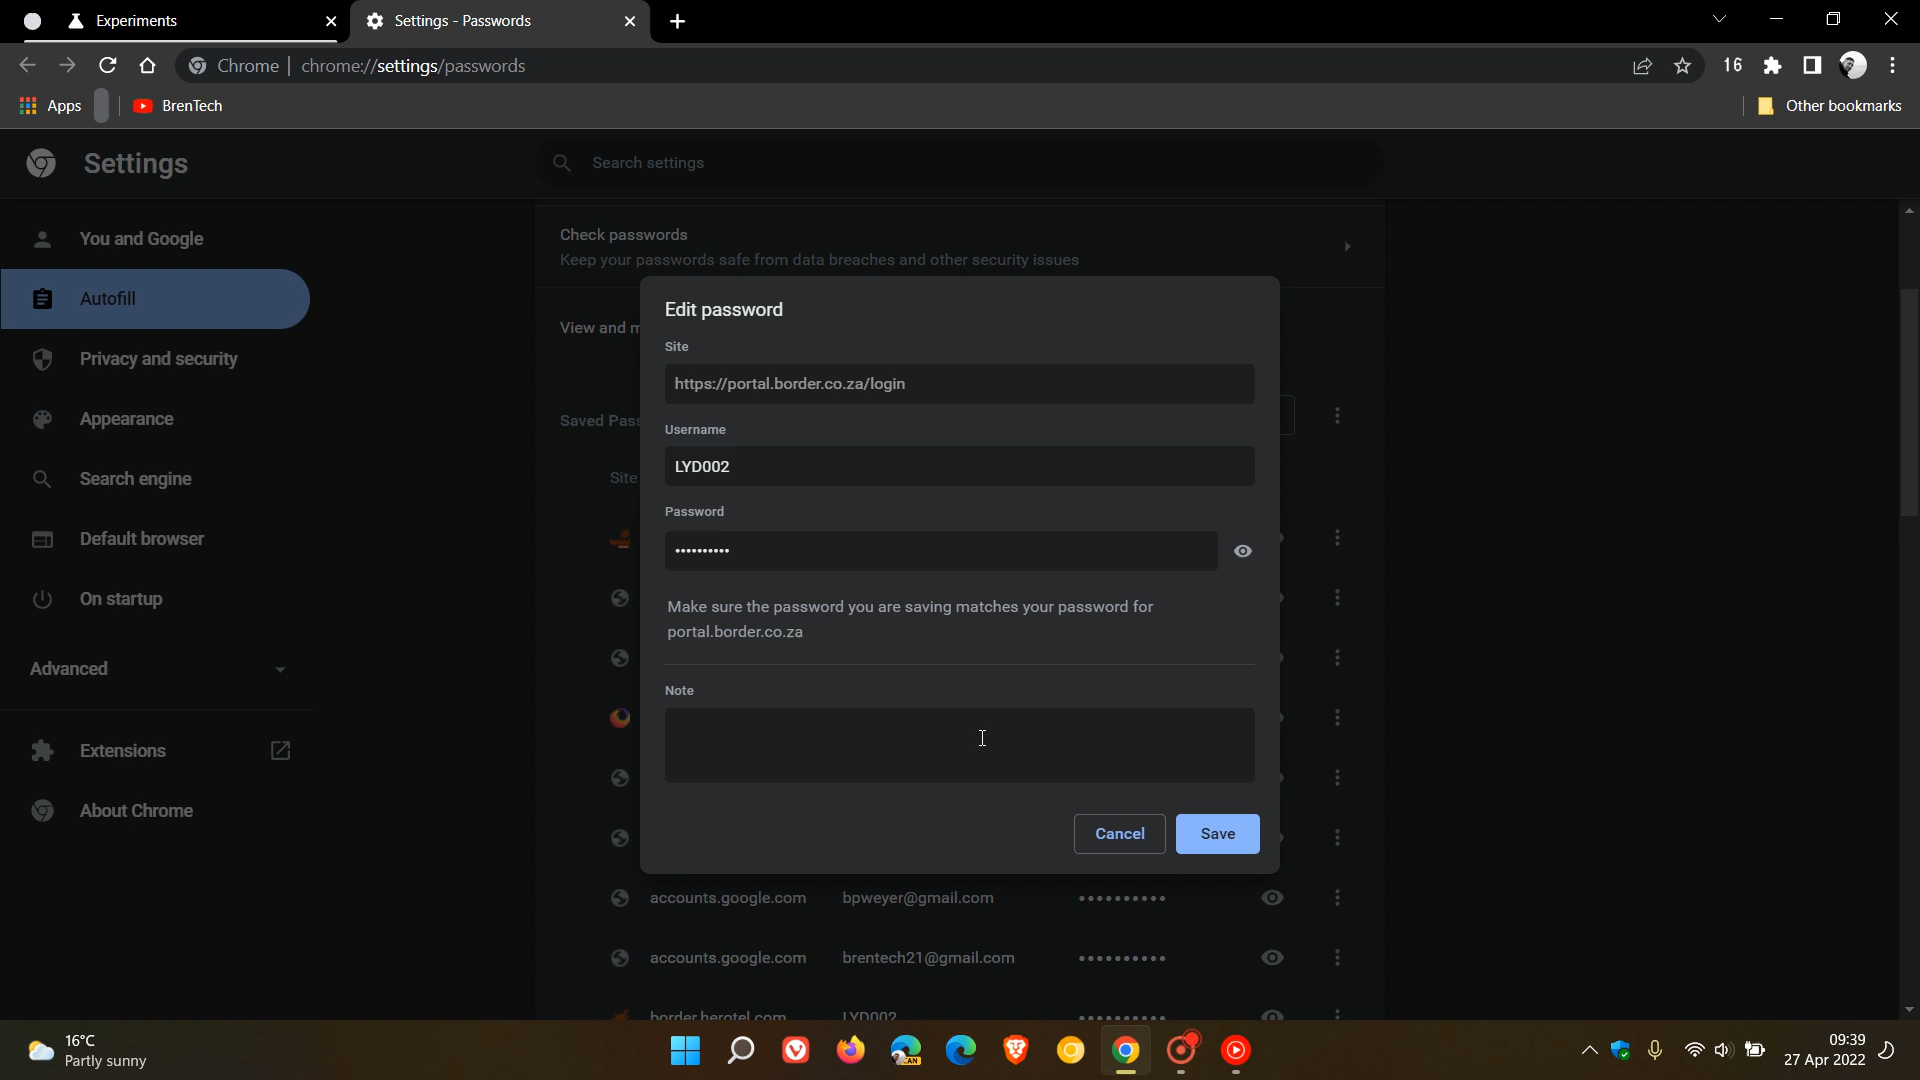 Experiments
Settings - Passwords
Chrome | chrome://settings/passwords
16
Apps
BrenTech
Other bookmarks
Settings
Search settings
You and Google
Autofill
Privacy and security
Appearance
Search engine
Default browser
On startup
Advanced
Extensions
About Chrome
Check passwords
Keep your passwords safe from data breaches and other security issues
View and m
Saved Pass
Site
Edit password
Site
https://portal.border.co.za/login
Username
LYD002
Password
••••••••••
Make sure the password you are saving matches your password for
portal.border.co.za
Note
Cancel
Save
accounts.google.com bpweyer@gmail.com ••••••••••
accounts.google.com brentech21@gmail.com ••••••••••
border.herotel.com LYD002 ••••••••••
16°C
Partly sunny
CAN
09:39
27 Apr 2022